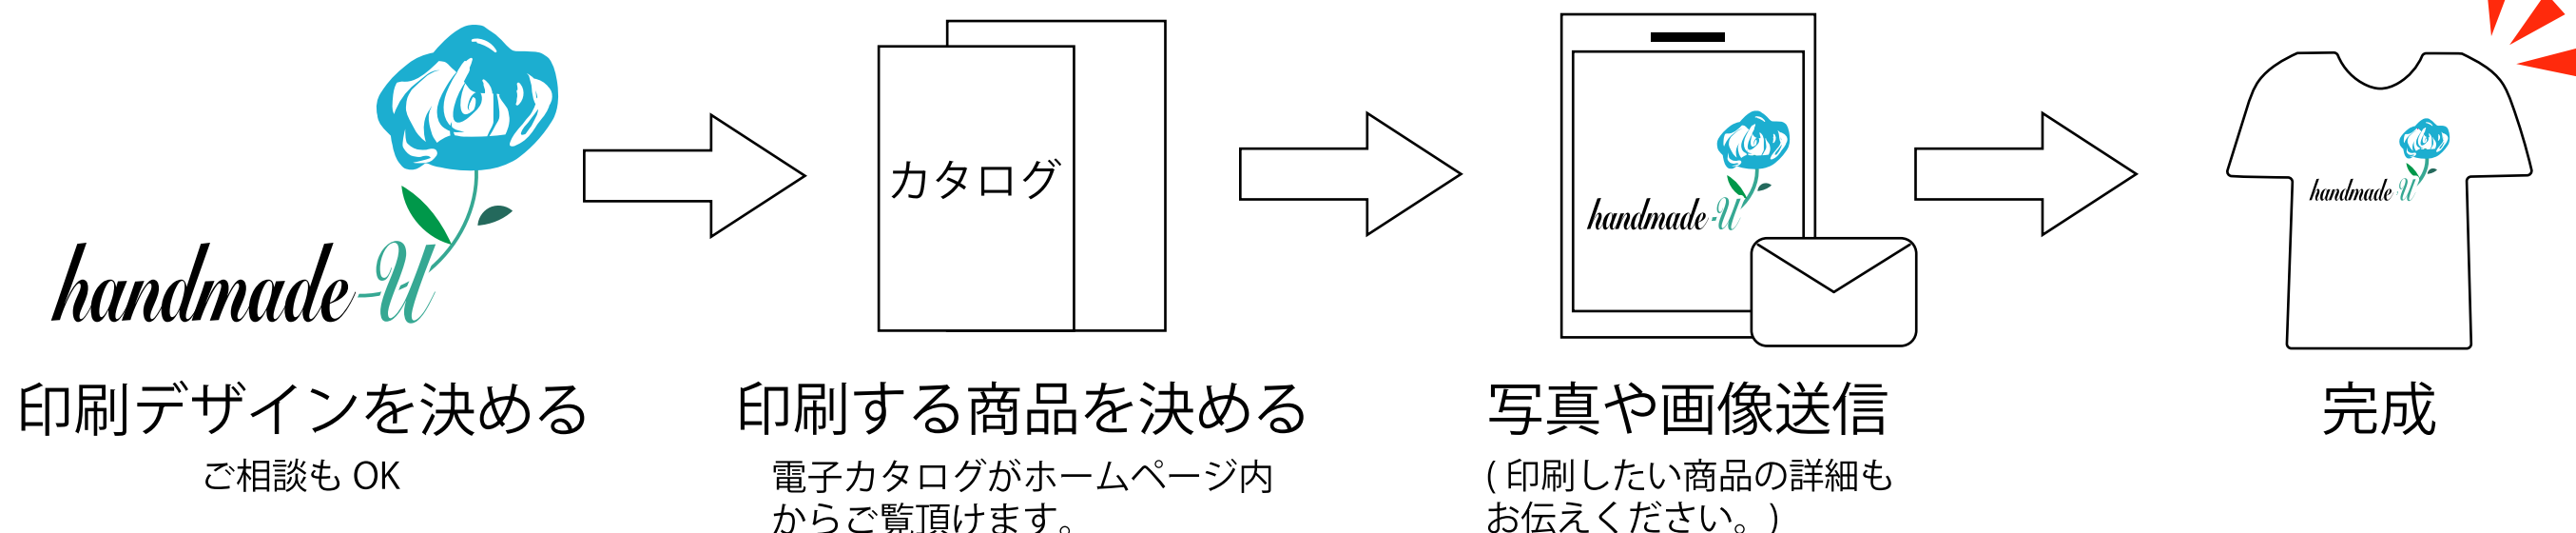 handmade-U
印刷デザインを決める
ご相談も OK
カタログ
印刷する商品を決める
電子カタログがホームページ内
からご覧頂けます。
handmade-U
写真や画像送信
( 印刷したい商品の詳細も
お伝えください。)
handmade-U
完成